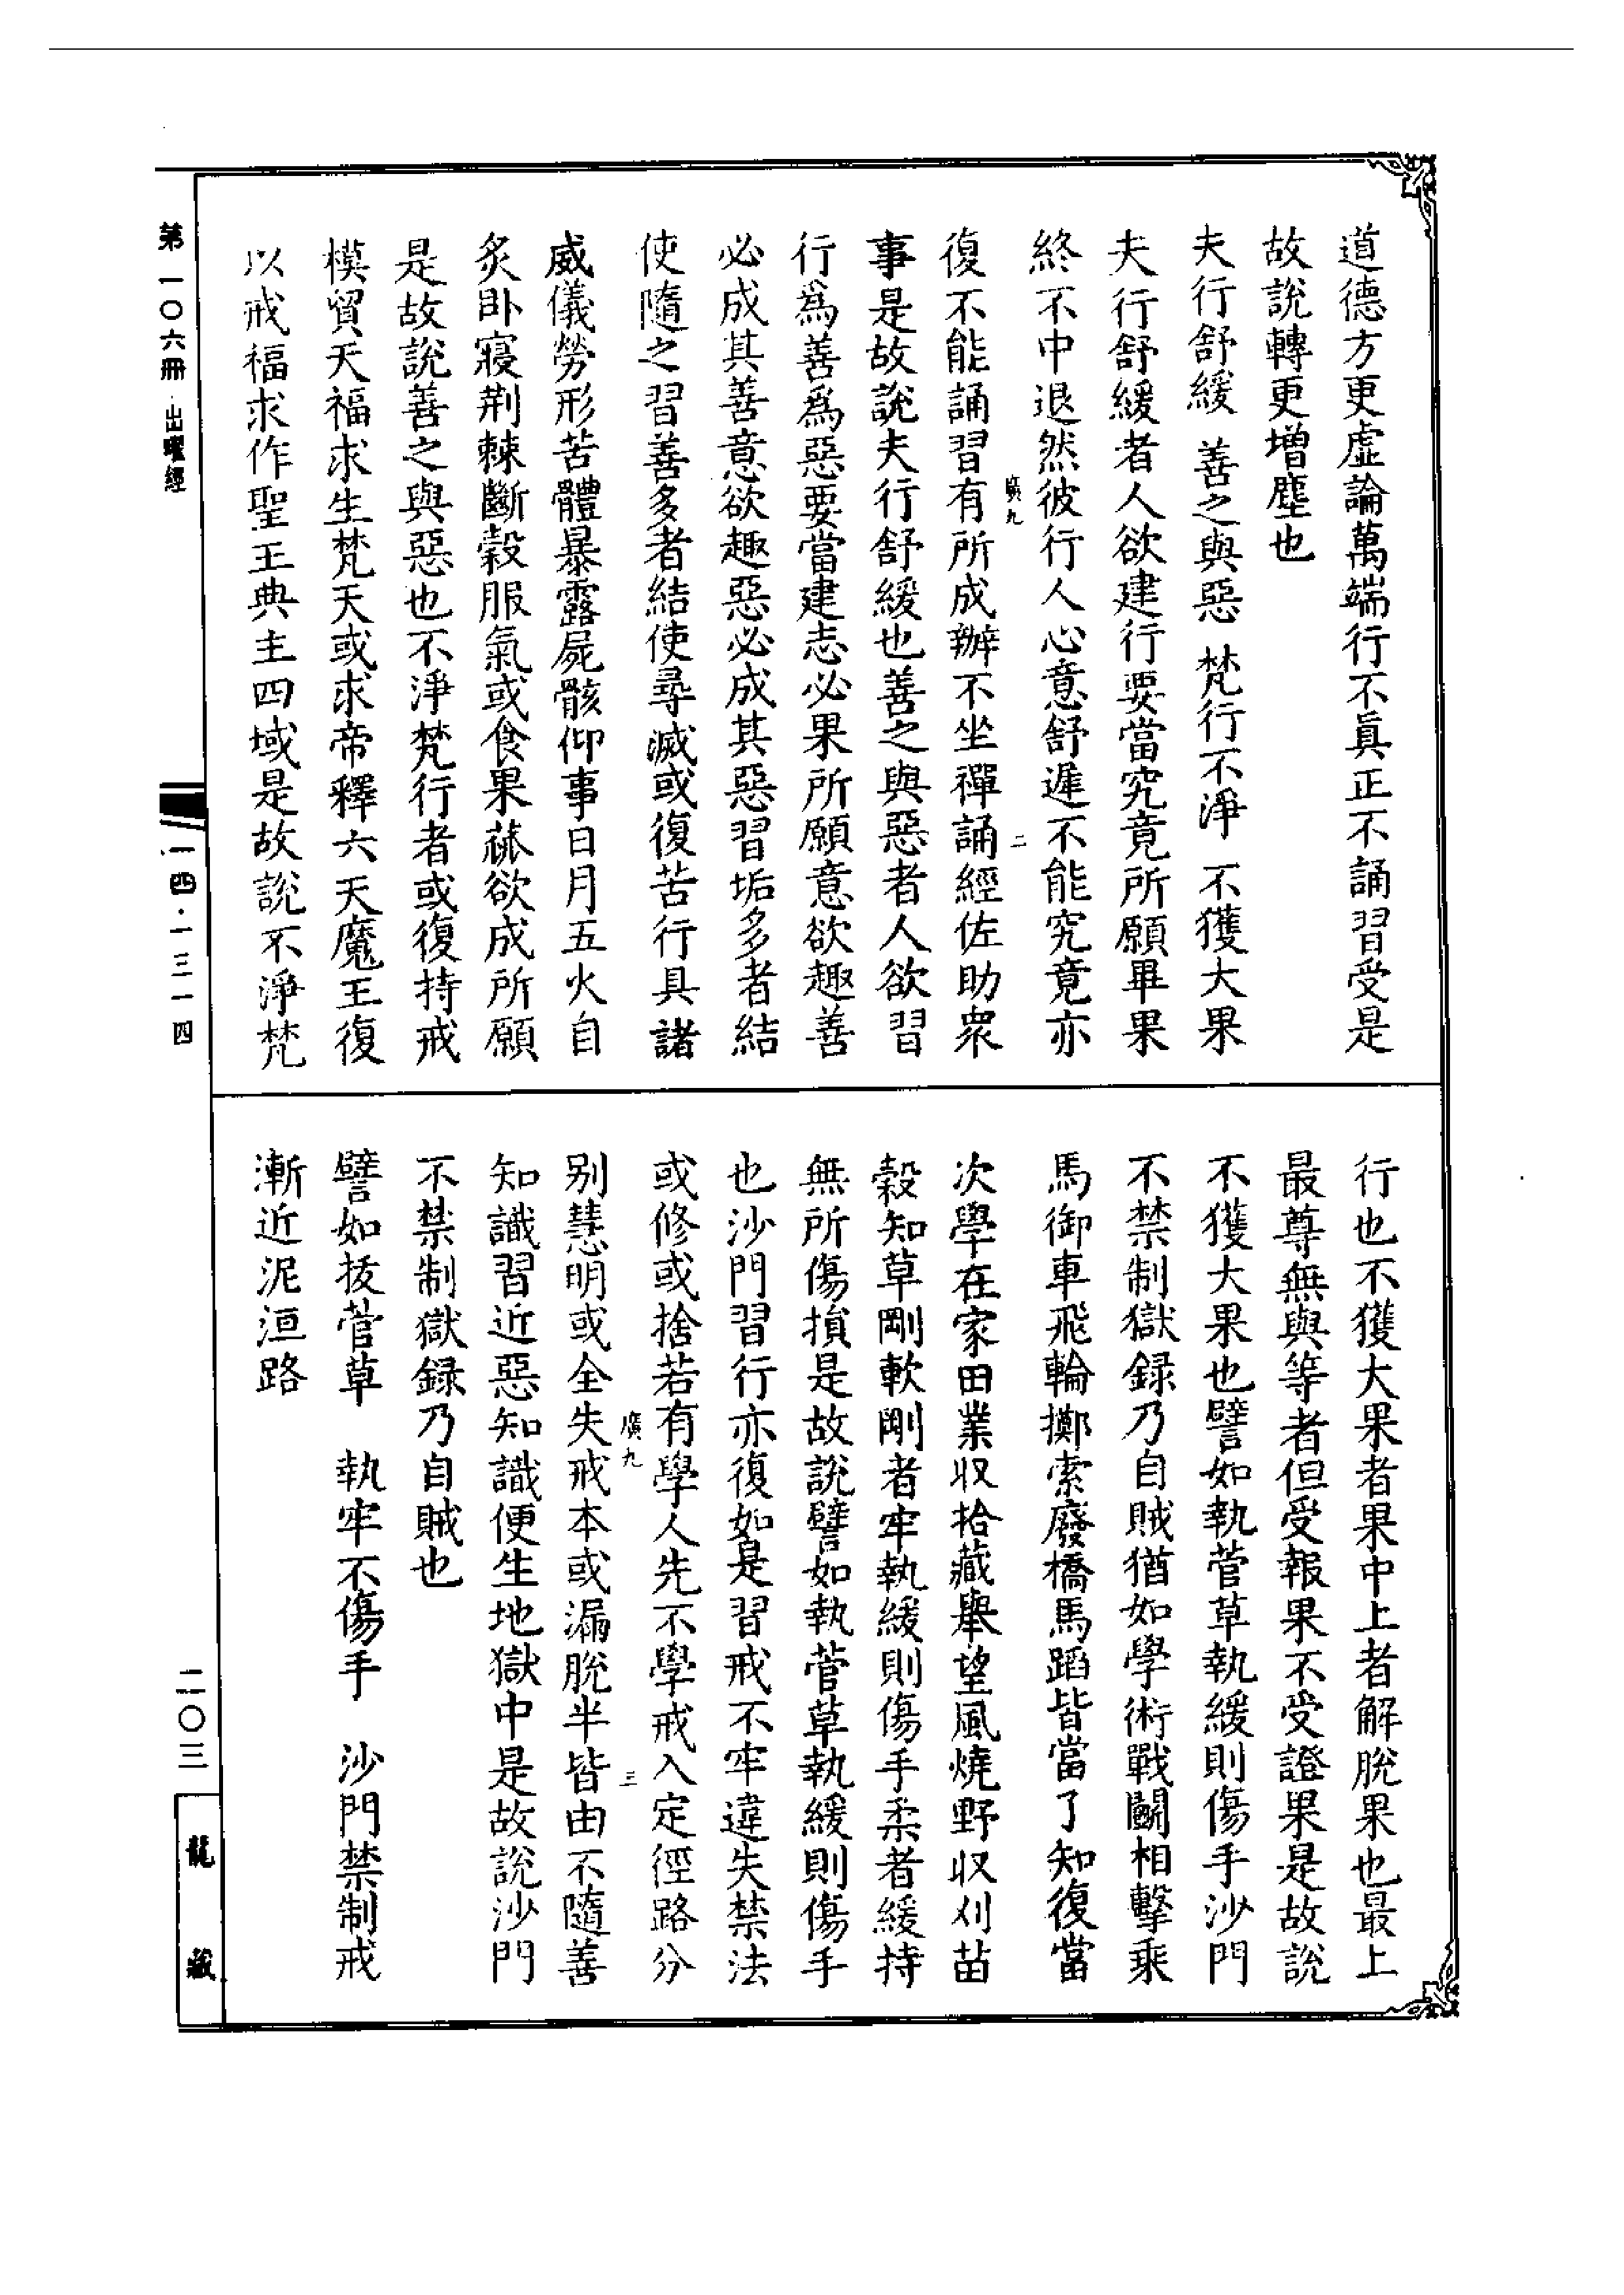 道德方更虛論萬端行不真正不誦習受是
故說轉更增塵也
夫行舒緩　善之與惡　梵行不淨　不獲大果
夫行舒緩者人欲建行要當究竟所願畢果
終不中退然彼行人心意舒遲不能究竟亦
廣九　二
復不能誦習有所成辦不坐禪誦經佐助眾
事是故說夫行舒緩也善之與惡者人欲習
行為善為惡要當建志必果所願意欲趣善
必成其善意欲趣惡必成其惡習垢多者結
使隨之習善多者結使尋滅或復苦行具諸
威儀勞形苦體暴露屍骸仰事日月五火自
炙卧寢荆棘斷穀服氣或食果蓏欲成所願
是故說善之與惡也不淨梵行者或復持戒
模貿天福求生梵天或求帝釋六天魔王復
以戒福求作聖王典主四域是故說不淨梵
行也不獲大果者果中上者解脫果也最上
最尊無與等者但受報果不受證果是故說
不獲大果也譬如執菅草執緩則傷手沙門
不禁制獄録乃自賊猶如學術戰鬭相擊乘
馬御車飛輪擲索廢橋馬蹈皆當了知復當
次學在家田業収拾藏舉望風燒野収刈苗
穀知草剛軟剛者牢執緩則傷手柔者緩持
無所傷損是故說譬如執菅草執緩則傷手
也沙門習行亦復如是習戒不牢違失禁法
或修或捨若有學人先不學戒入定徑路分
廣九　三
别慧明或全失戒本或漏脫半皆由不隨善
知識習近惡知識便生地獄中是故說沙門
不禁制獄録乃自賊也
譬如拔菅草　執牢不傷手　沙門禁制戒
漸近泥洹路
第一〇六冊　出曜經
一四·一三一四
二〇三
龍藏